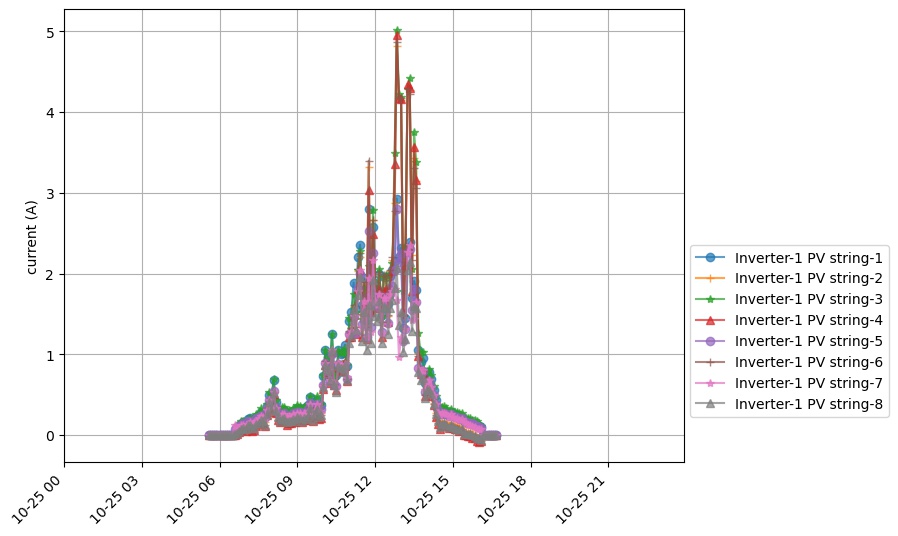 current (A)
5
4
3
2
1
0
10-25 00
10-25 03
10-25 06
10-25 09
10-25 12
10-25 15
10-25 18
10-25 21
Inverter-1 PV string-1
Inverter-1 PV string-2
Inverter-1 PV string-3
Inverter-1 PV string-4
Inverter-1 PV string-5
Inverter-1 PV string-6
Inverter-1 PV string-7
Inverter-1 PV string-8